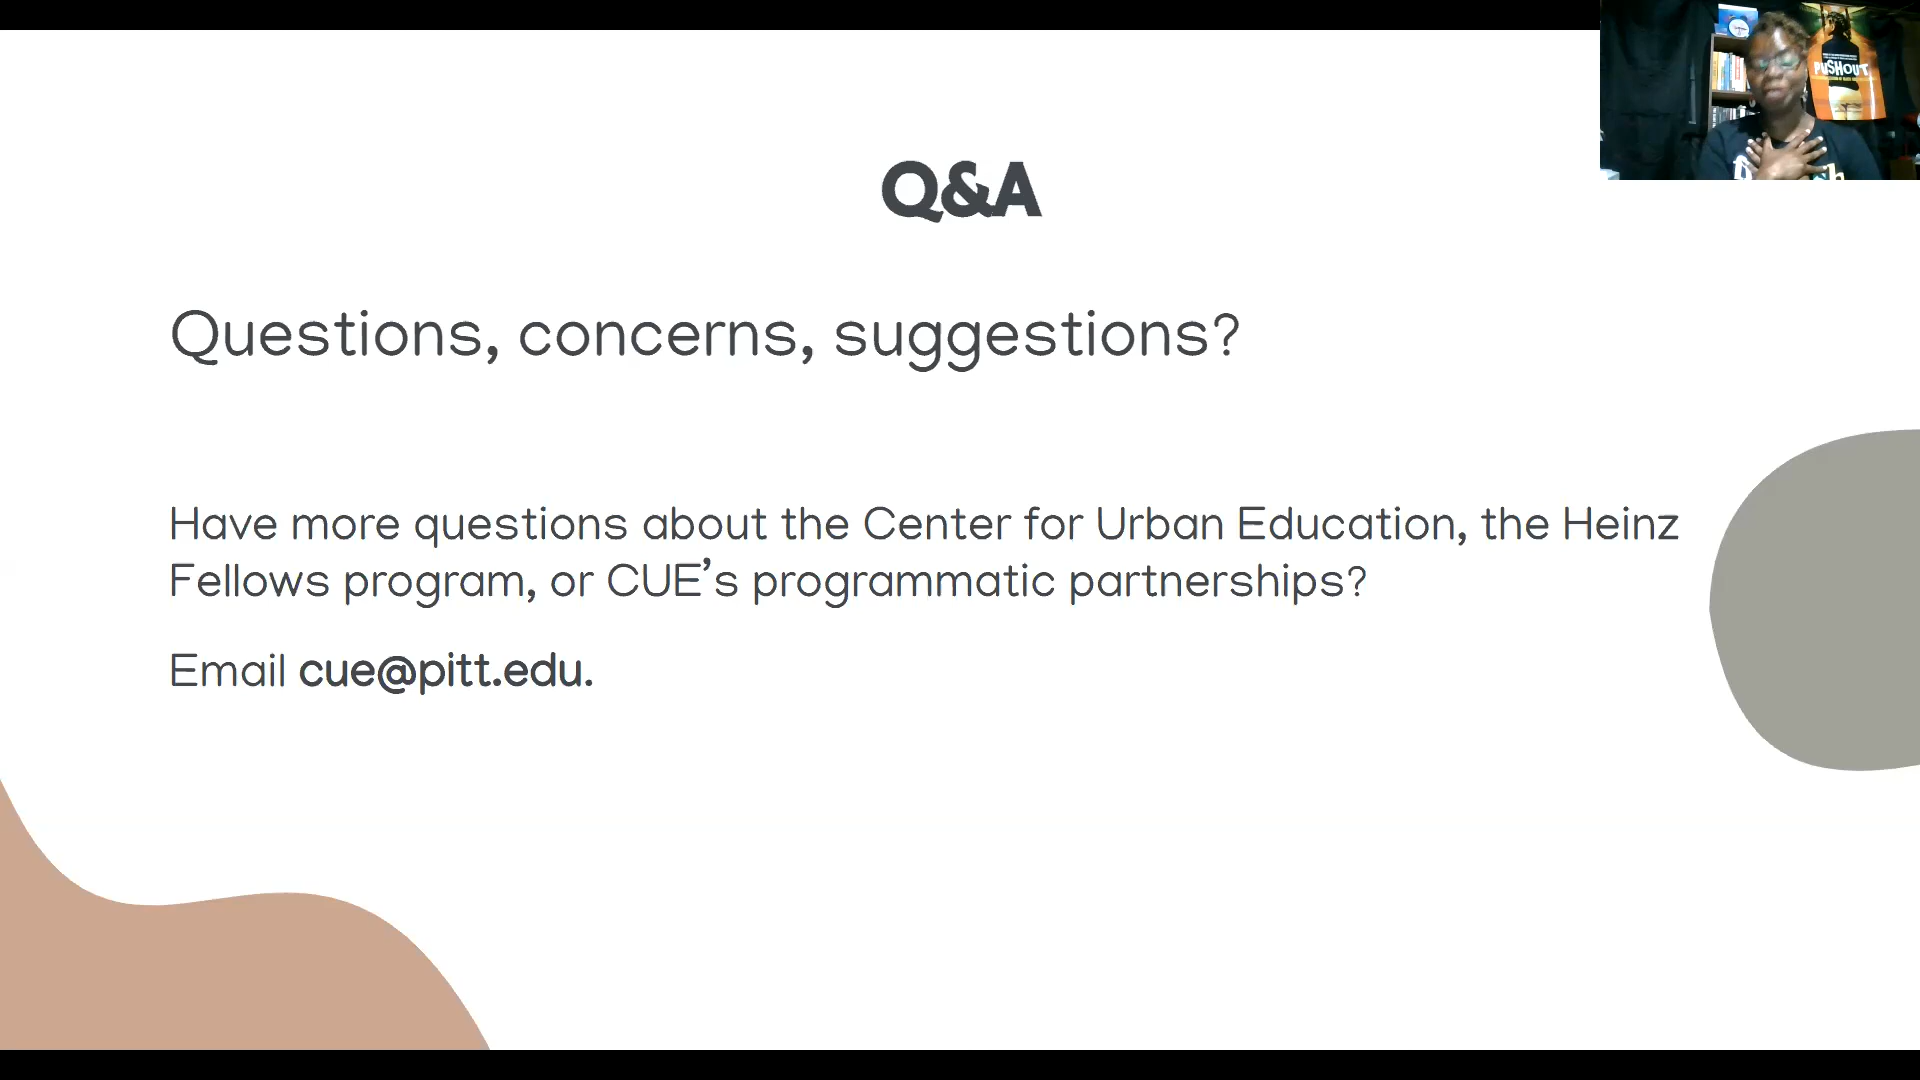 Q&A
Questions, concerns, suggestions?
Have more questions about the Center for Urban Education, the Heinz
Fellows program, or CUE’s programmatic partnerships?
Email cue@pitt.edu.
PUSHOUT